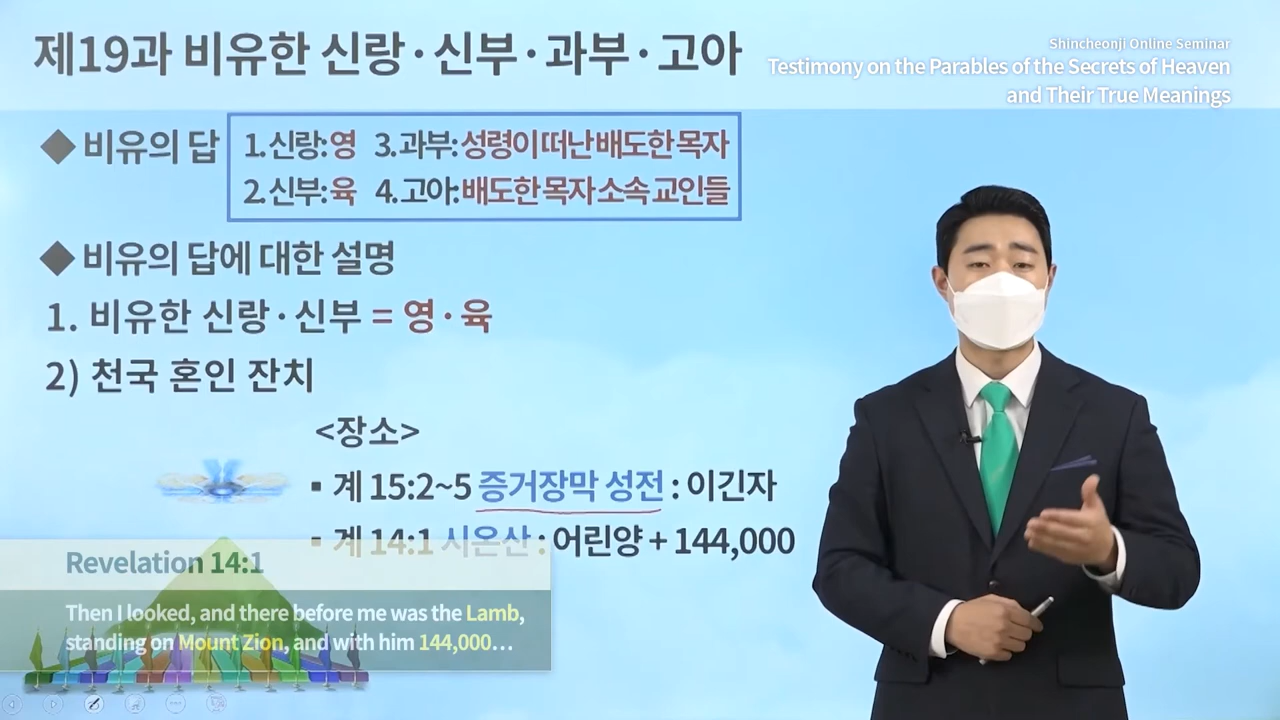 제19과 비유한 신랑·신부·과부·고아
Shincheonji Online Seminar
Testimony on the Parables of the Secrets of Heaven
and Their True Meanings
◆ 비유의 답
1. 신랑: 영 3. 과부: 성령이 떠난 배도한 목자
2. 신부: 육 4. 고아: 배도한 목자 소속 교인들
◆ 비유의 답에 대한 설명
1. 비유한 신랑·신부 = 영·육
2) 천국 혼인 잔치
<장소>
▪ 계 15:2~5 증거장막 성전 : 이긴자
▪ 계 14:1 시온산 : 어린양 + 144,000
Revelation 14:1
Then I looked, and there before me was the Lamb,
standing on Mount Zion, and with him 144,000…